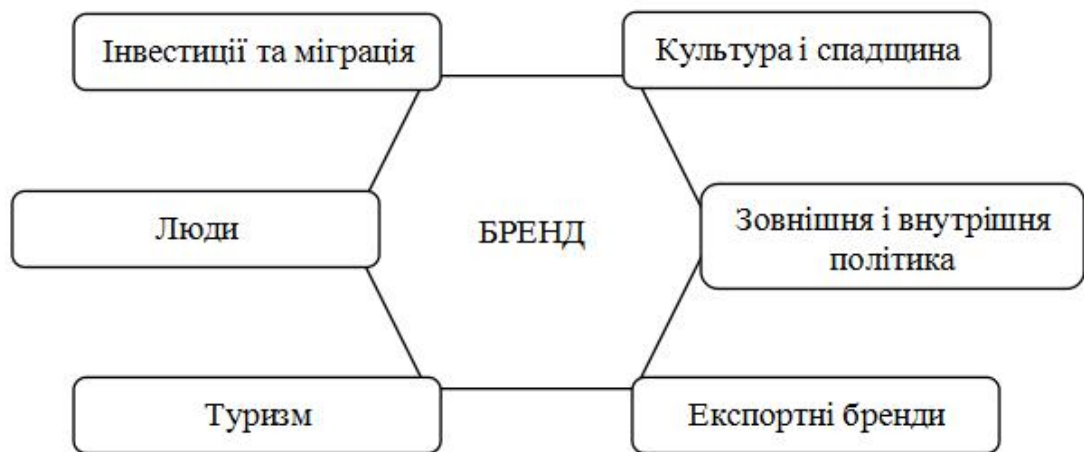 Інвестиції та міграція
Культура і спадщина
Люди
БРЕНД
Зовнішня і внутрішня
політика
Туризм
Експортні бренди